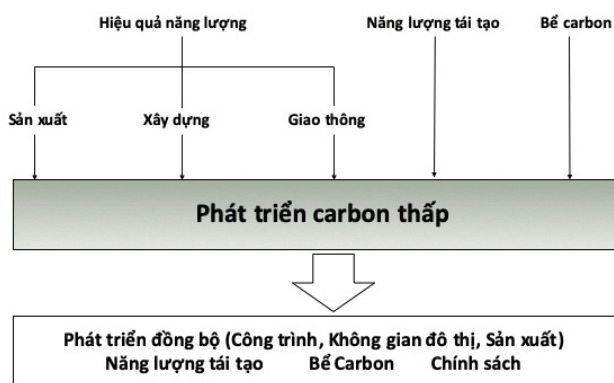 Hiệu quả năng lượng
Năng lượng tái tạo
Bể carbon
Sản xuất
Xây dựng
Giao thông
Phát triển carbon thấp
Phát triển đồng bộ (Công trình, Không gian đô thị, Sản xuất)
Năng lượng tái tạo Bể Carbon Chính sách